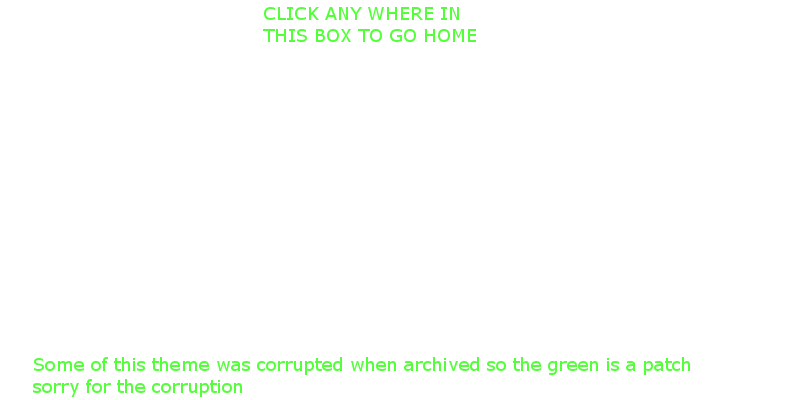 CLICK ANY WHERE IN
THIS BOX TO GO HOME
Some of this theme was corrupted when archived so the green is a patch
sorry for the corruption